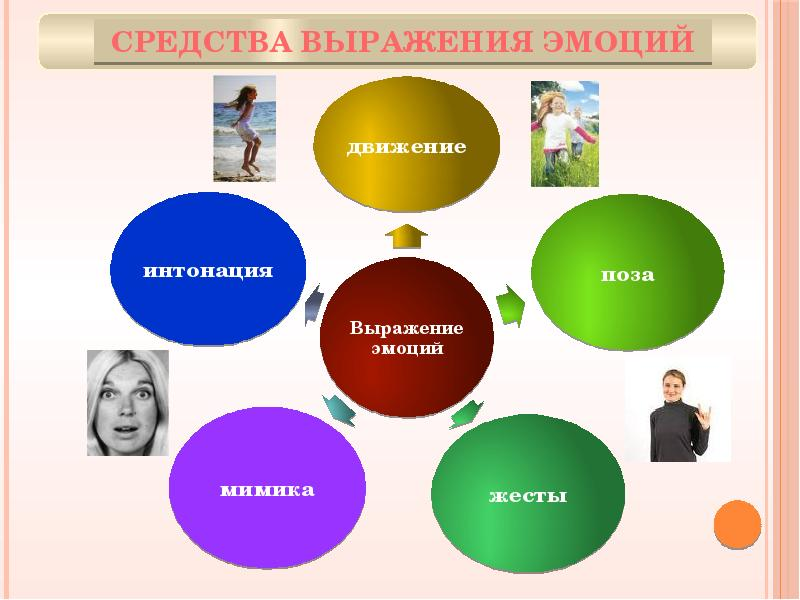 СРЕДСТВА ВЫРАЖЕНИЯ ЭМОЦИЙ
движение
интонация
поза
Выражение
эмоций
мимика
жесты